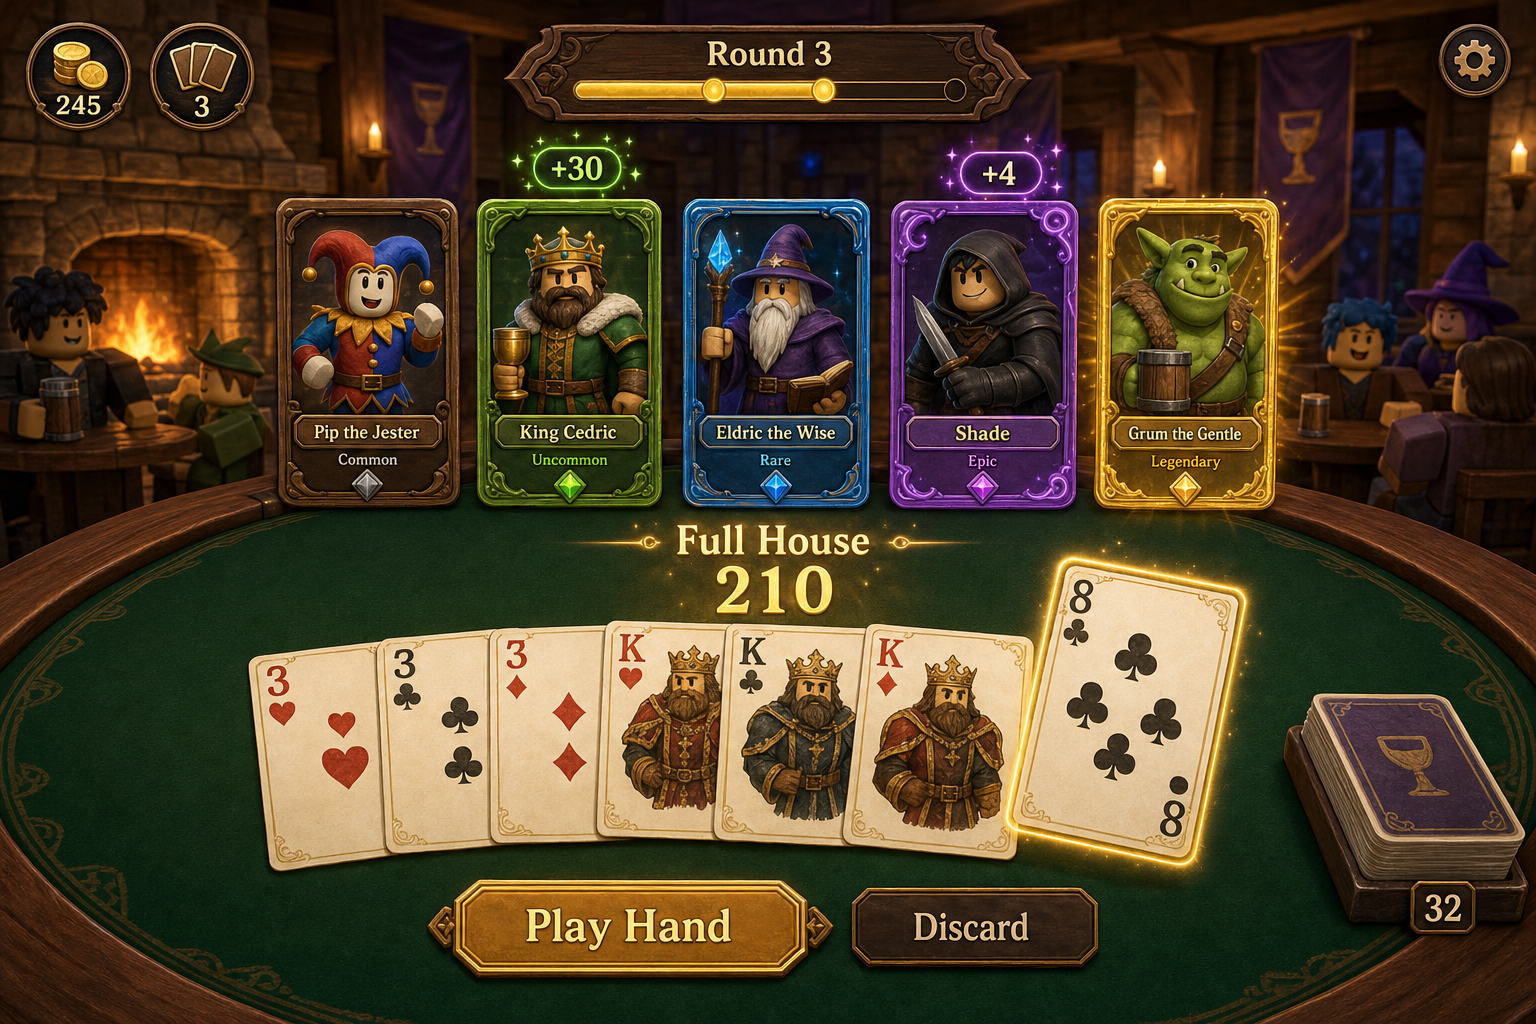 245
3
Round 3
+30
+4
Pip the Jester
Common
King Cedric
Uncommon
Eldric the Wise
Rare
Shade
Epic
Grum the Gentle
Legendary
Full House
210
3
3
3
K
K
K
8
8
Play Hand
Discard
32